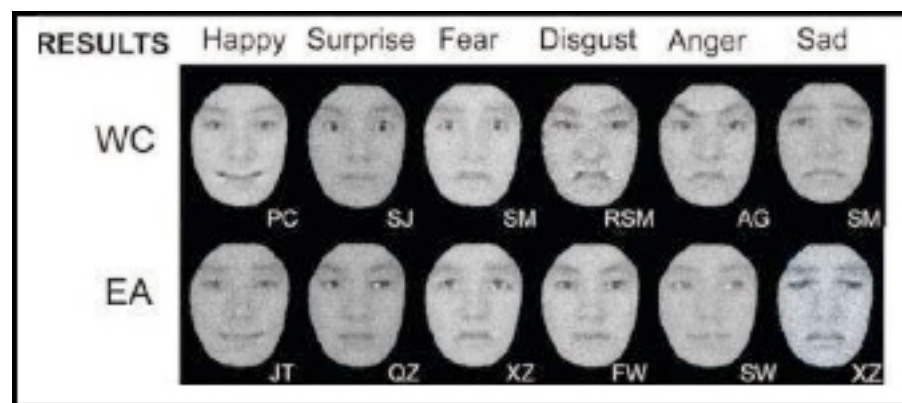 RESULTS Happy Surprise Fear Disgust Anger Sad
WC
PC SJ SM RSM AG SM
EA
JT QZ XZ FW SW XZ